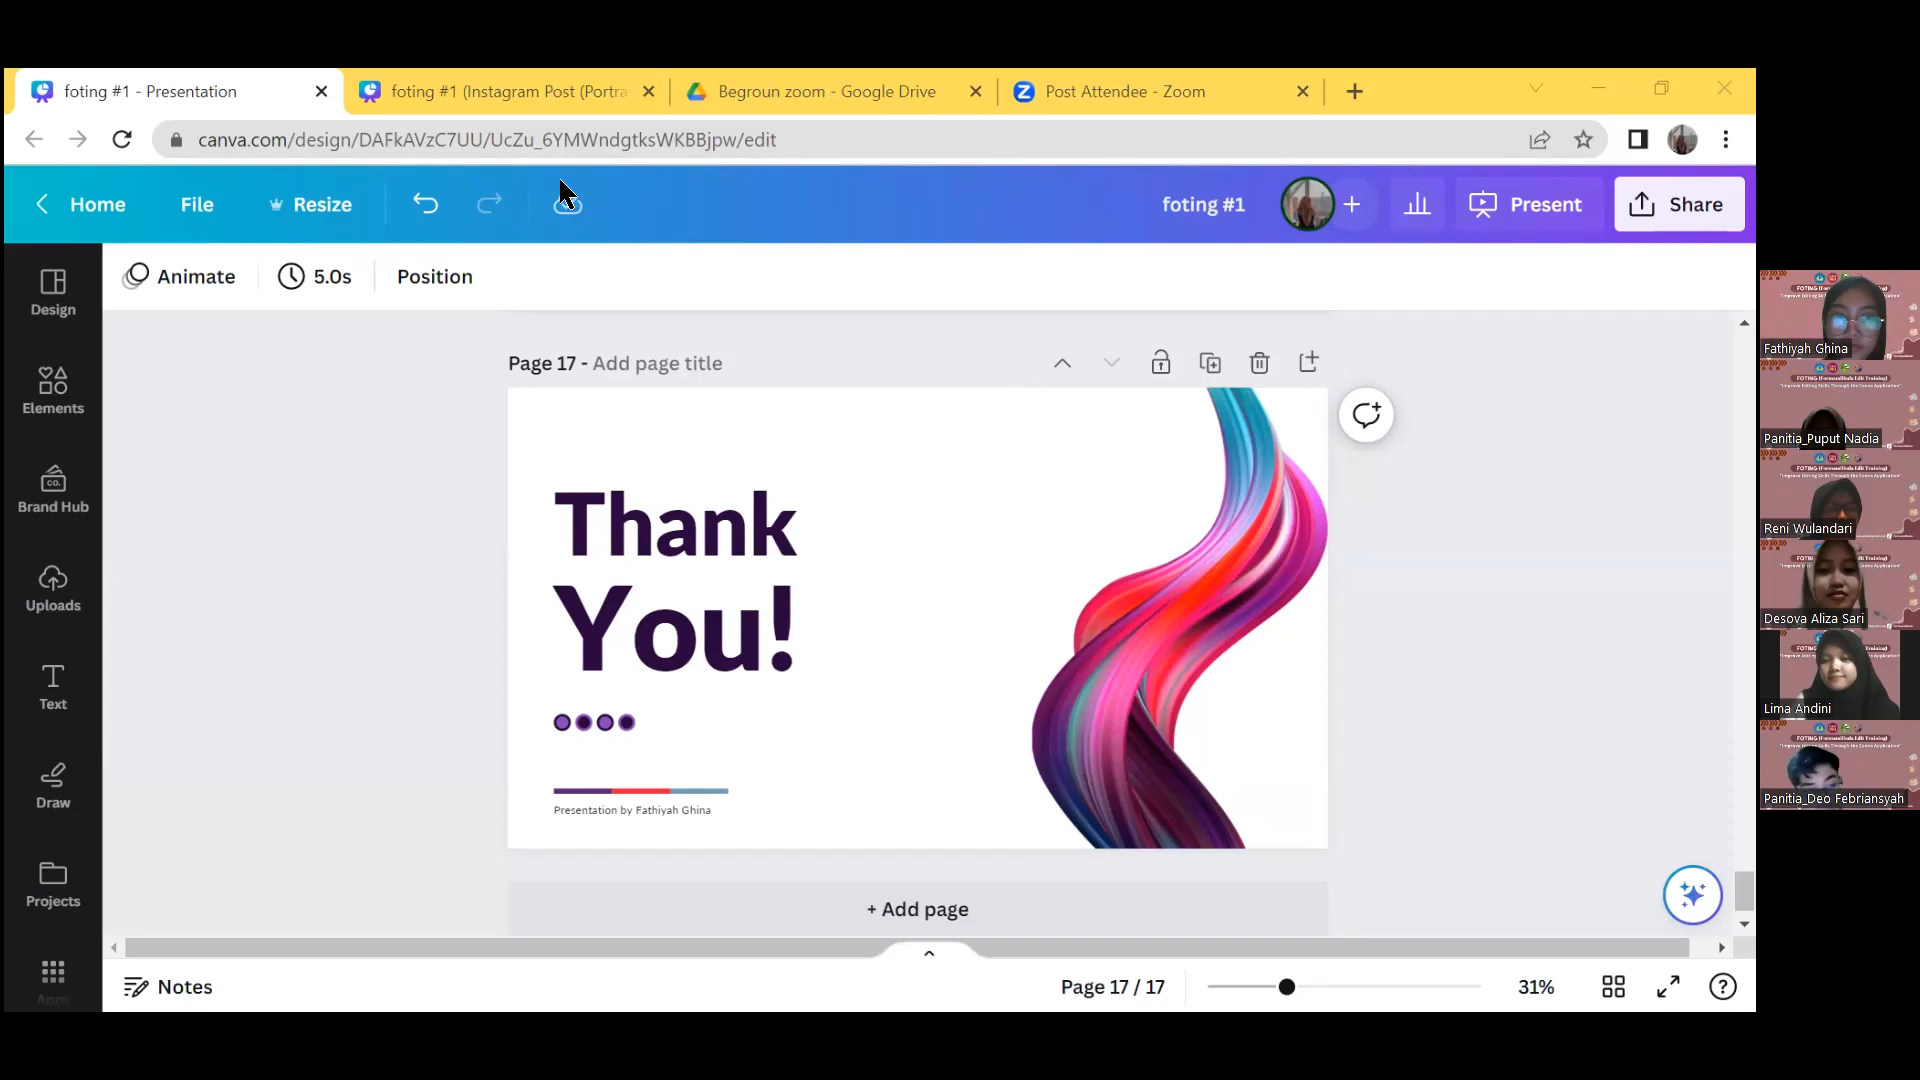 foting #1 - Presentation
foting #1 (Instagram Post (Portra
Begroun zoom - Google Drive
Post Attendee - Zoom
canva.com/design/DAFkAVzC7UU/UcZu_6YMWndgtksWKBBjpw/edit
Home
File
Resize
foting #1
Present
Share
Animate
5.0s
Position
Design
Elements
Brand Hub
Uploads
Text
Draw
Projects
Apps
Page 17 - Add page title
Thank
You!
Presentation by Fathiyah Ghina
+ Add page
Notes
Page 17 / 17
31%
Fathiyah Ghina
Panitia_Puput Nadia
Reni Wulandari
Desova Aliza Sari
Lima Andini
Panitia_Deo Febriansyah